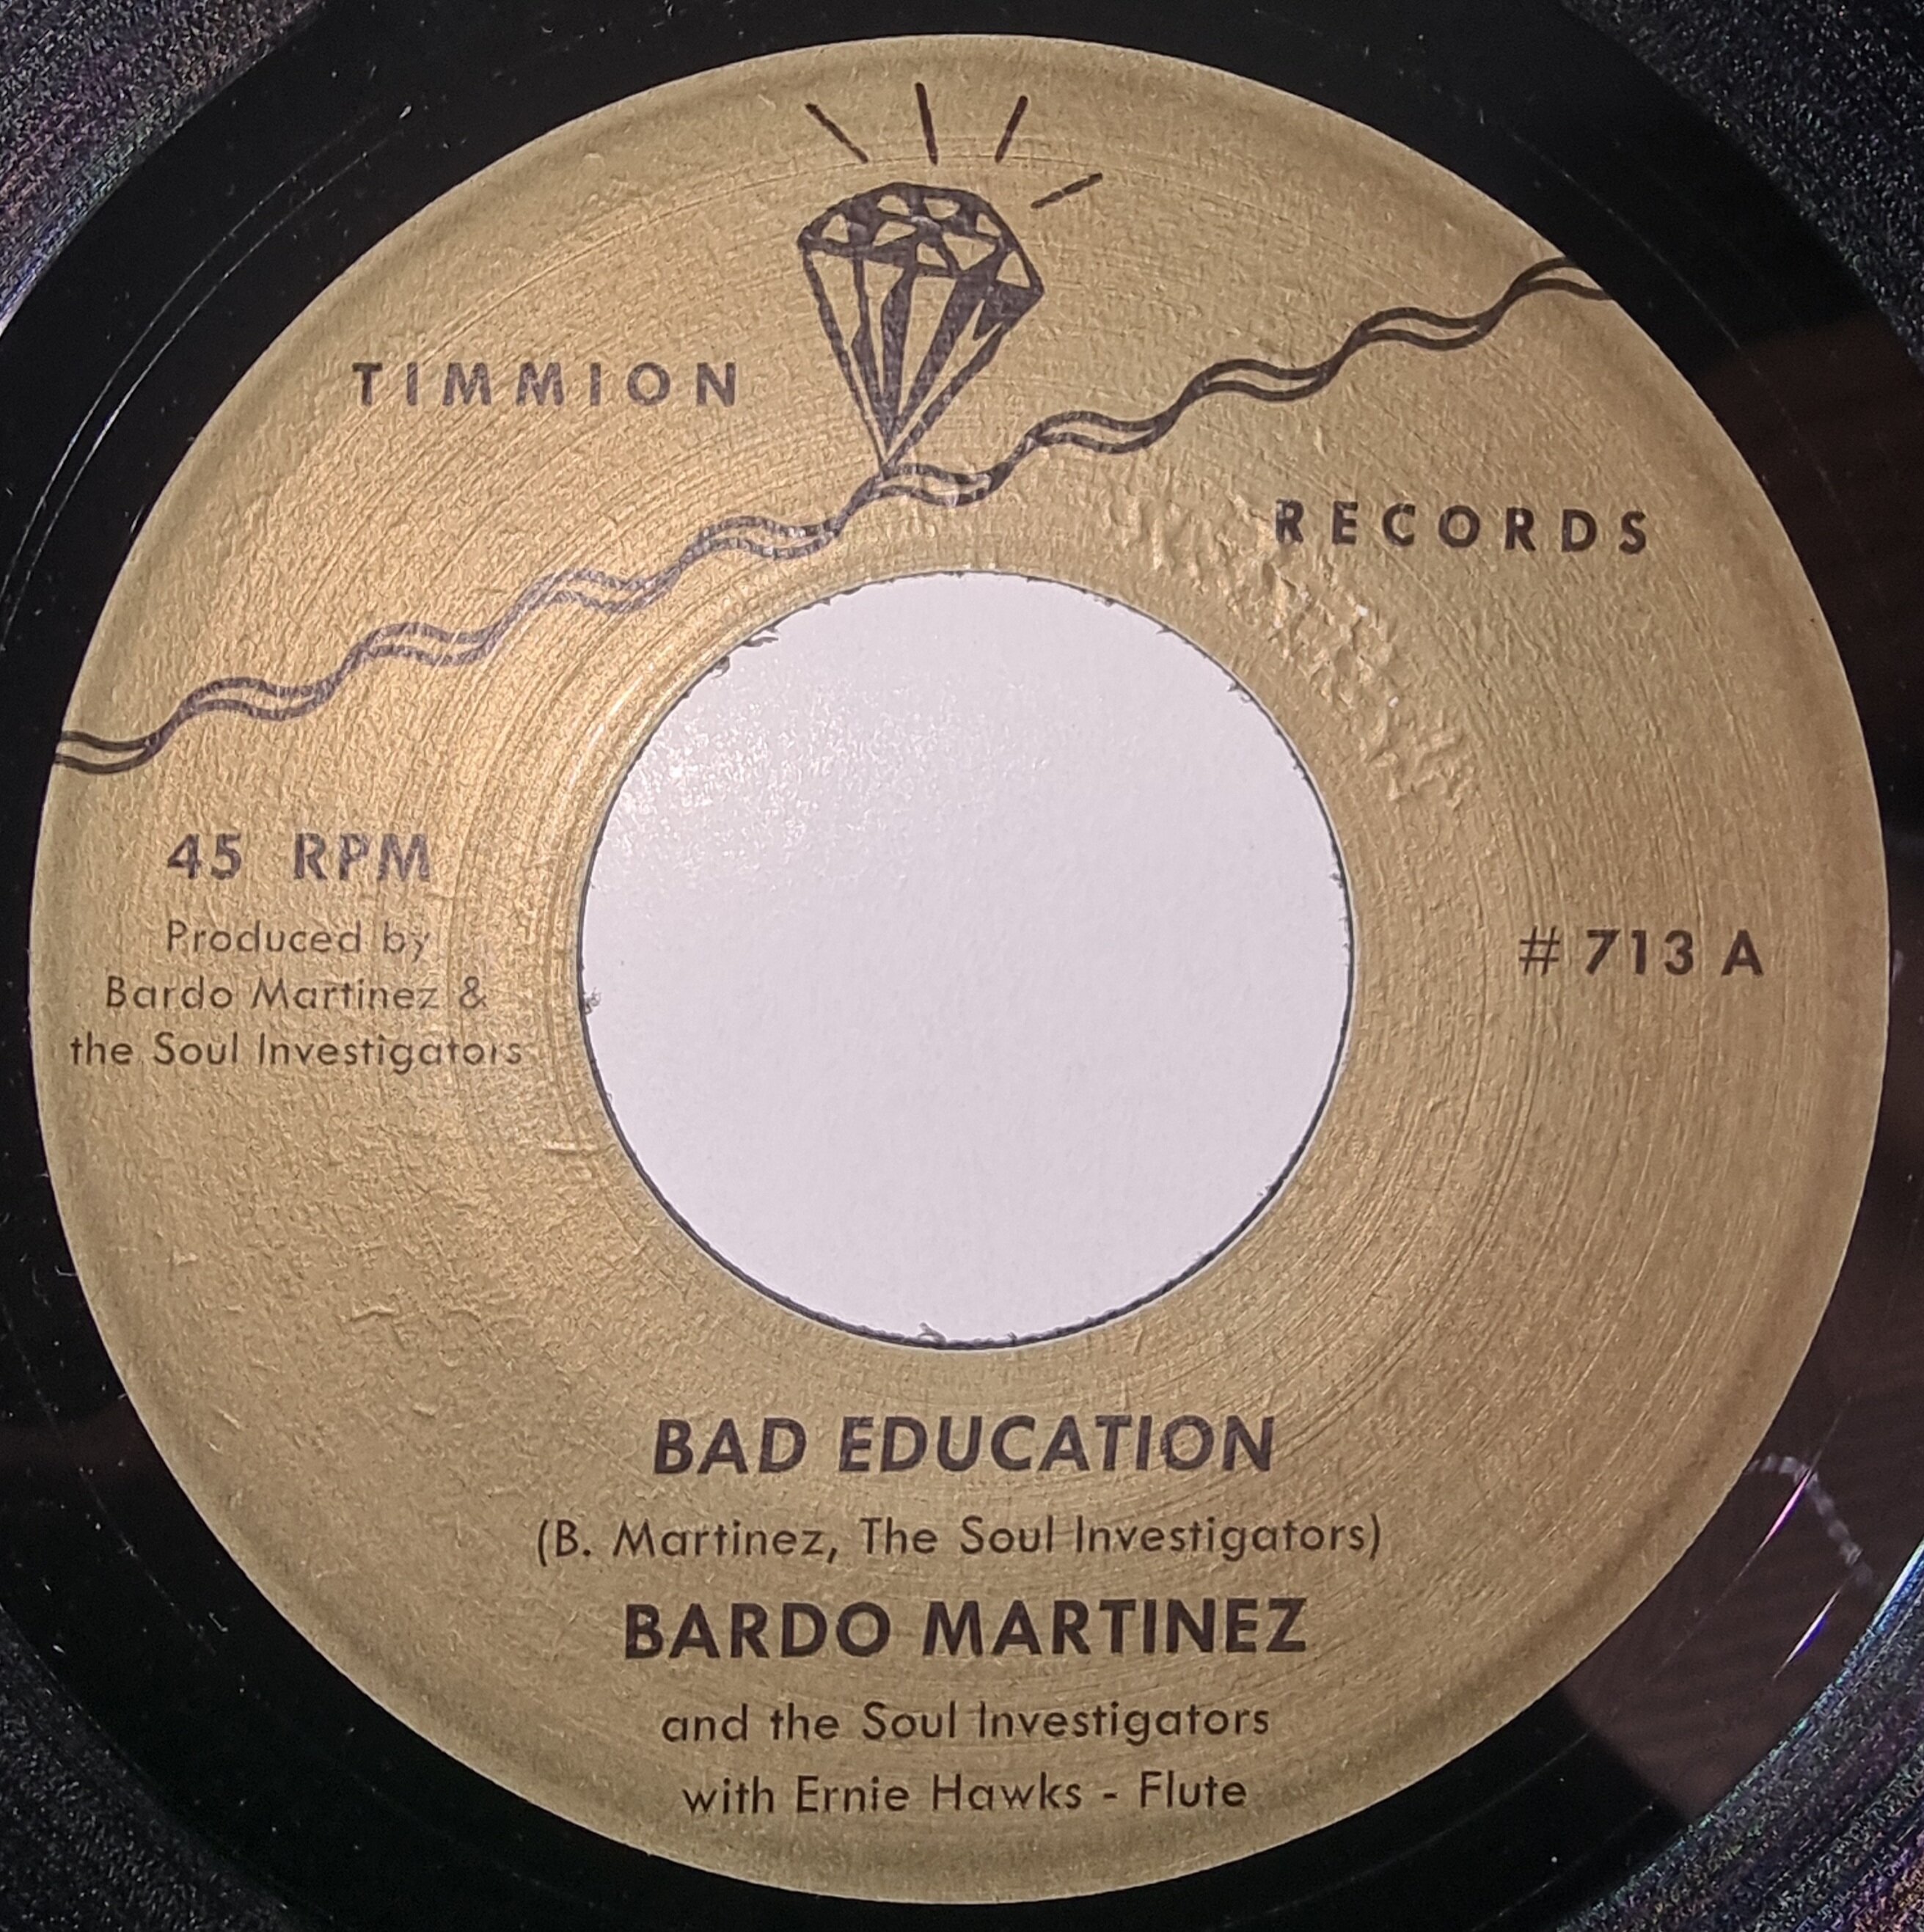 TIMMION
RECORDS
45 RPM
Produced by
Bardo Martinez &
the Soul Investigators
# 713 A
BAD EDUCATION
(B. Martinez, The Soul Investigators)
BARDO MARTINEZ
and the Soul Investigators
with Ernie Hawks - Flute